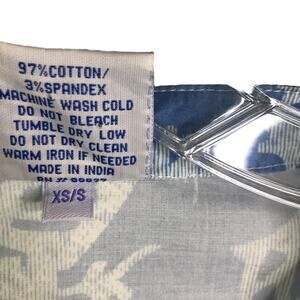 97%COTTON/
3%SPANDEX
MACHINE WASH COLD
DO NOT BLEACH
TUMBLE DRY LOW
DO NOT DRY CLEAN
WARM IRON IF NEEDED
MADE IN INDIA
RN #
XS/S